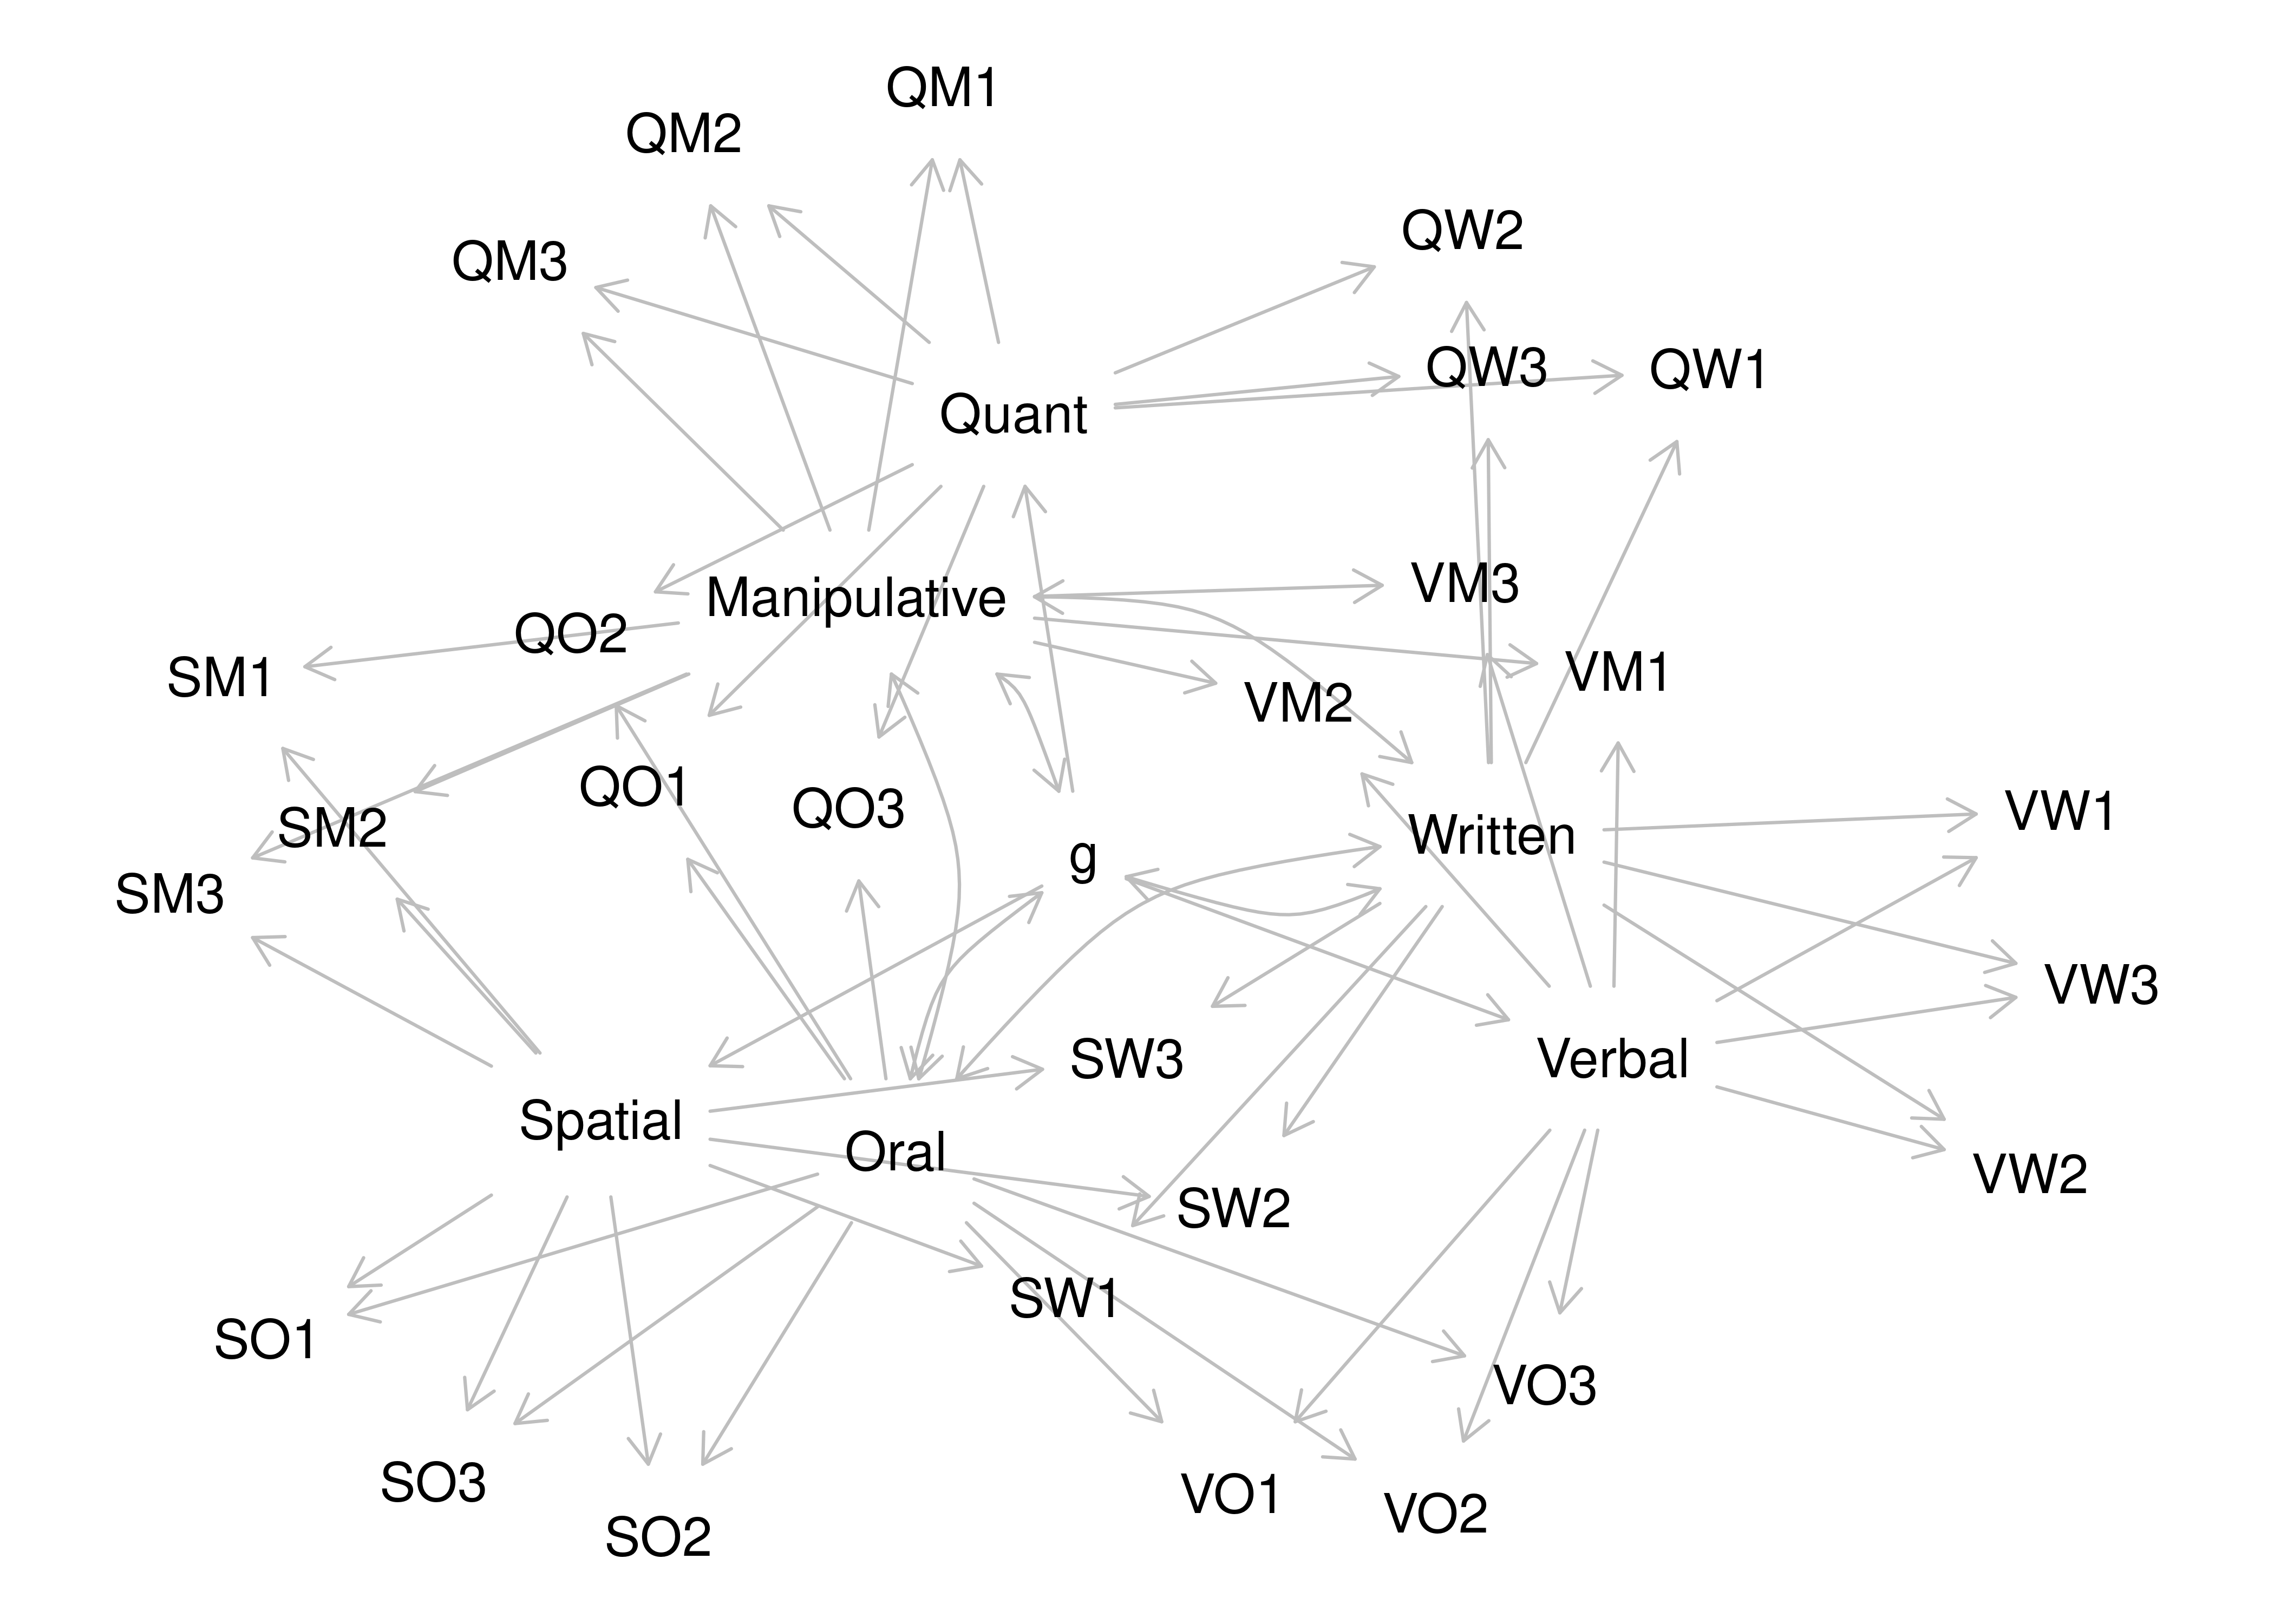 QM1
QM2
QW2
QM3
QW3
QW1
Quant
VM3
Manipulative
QO2
SM1
VM1
VM2
QO1
QO3
VW1
SM2
Written
g
SM3
VW3
SW3
Verbal
Spatial
Oral
VW2
SW2
SW1
SO1
VO3
SO3
VO1
VO2
SO2